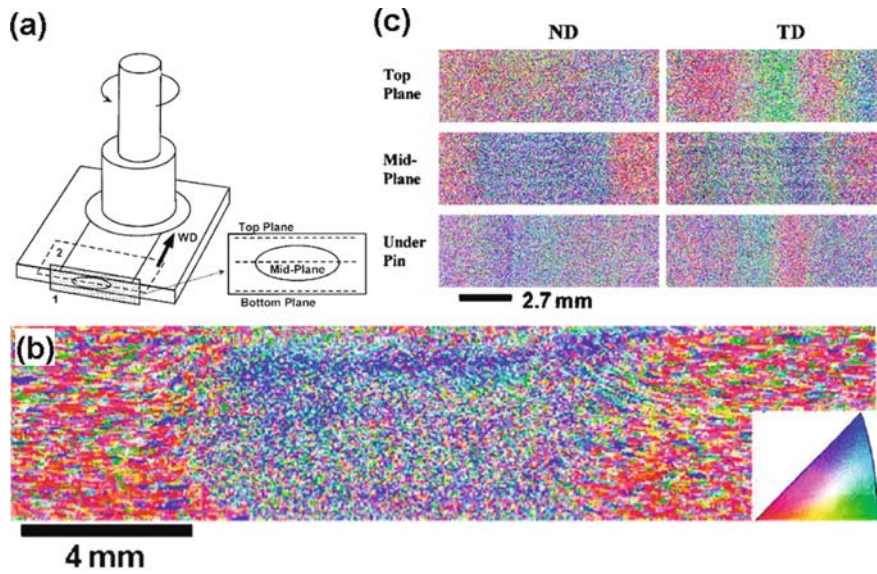 (a)
WD
2
1
Top Plane
Mid-Plane
Bottom Plane
(c)
ND TD
Top
Plane
Mid-
Plane
Under
Pin
2.7 mm
(b)
4 mm